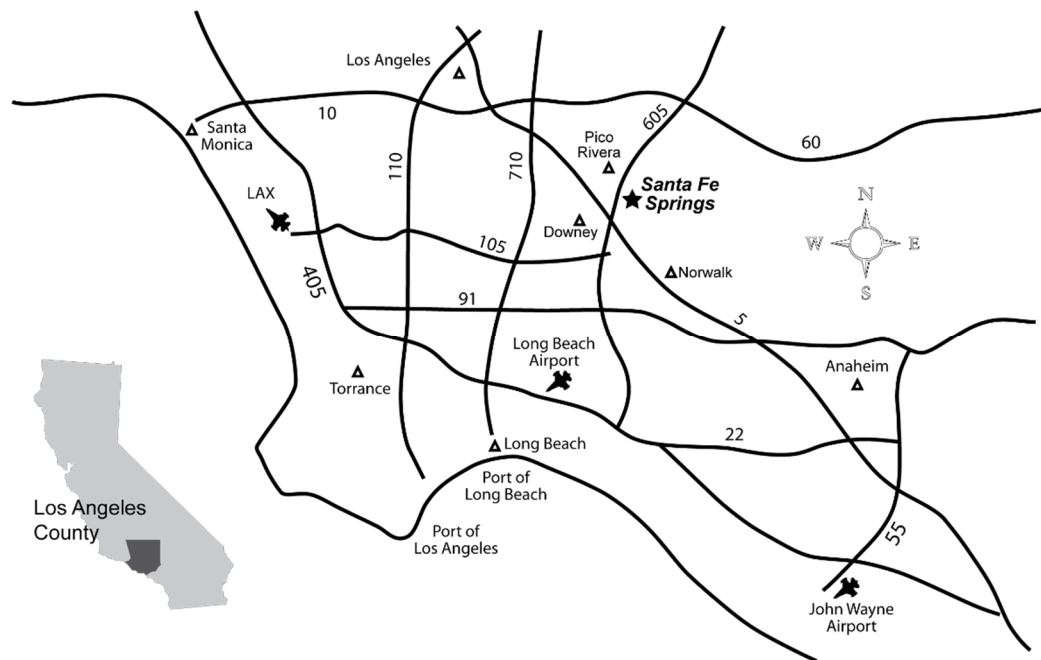 Los Angeles
10
Santa
Monica
110
710
605
Pico
Rivera
60
LAX
Santa Fe
Springs
N
W
E
S
Downey
105
Norwalk
405
91
5
Long Beach
Airport
Anaheim
Torrance
22
Long Beach
Port of
Long Beach
Los Angeles
County
Port of
Los Angeles
55
John Wayne
Airport